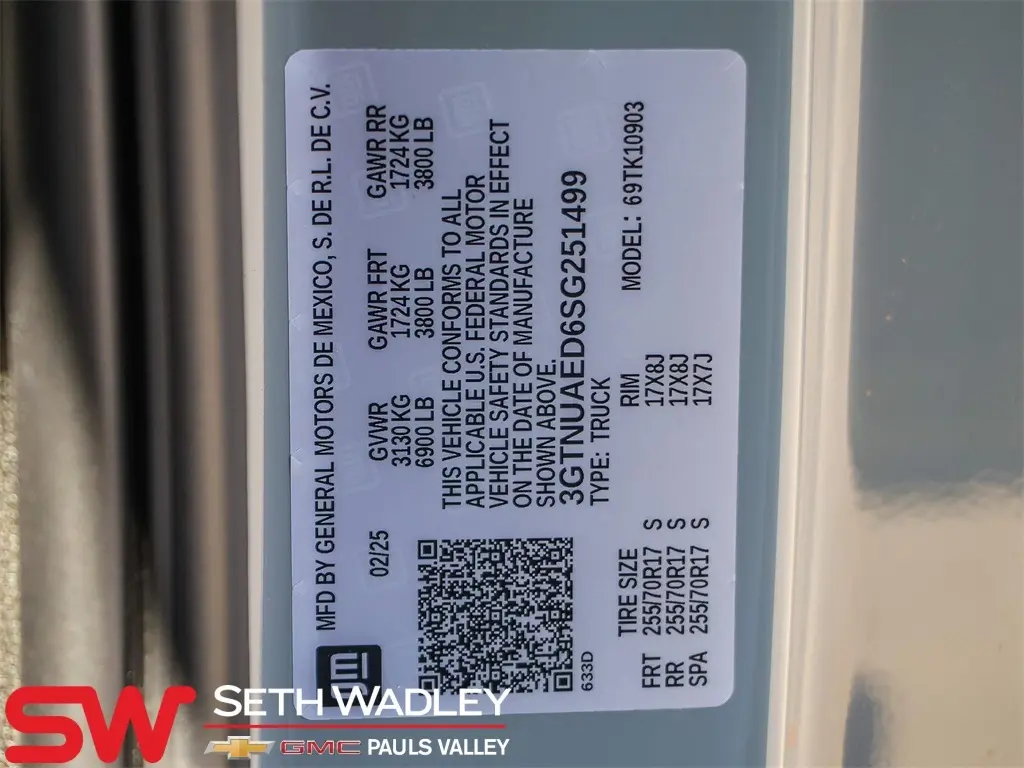 MFD BY GENERAL MOTORS DE MEXICO, S. DE R.L. DE C.V.
02/25 GVWR GAWR FRT GAWR RR
3130 KG 1724 KG 1724 KG
6900 LB 3800 LB 3800 LB
THIS VEHICLE CONFORMS TO ALL
APPLICABLE U.S. FEDERAL MOTOR
VEHICLE SAFETY STANDARDS IN EFFECT
ON THE DATE OF MANUFACTURE
SHOWN ABOVE.
3GTNUAED6SG251499
TYPE: TRUCK
633D
TIRE SIZE RIM MODEL: 69TK10903
FRT 255/70R17 S 17X8J
RR 255/70R17 S 17X8J
SPA 255/70R17 S 17X7J
gm
SW
SETH WADLEY
GMC PAULS VALLEY